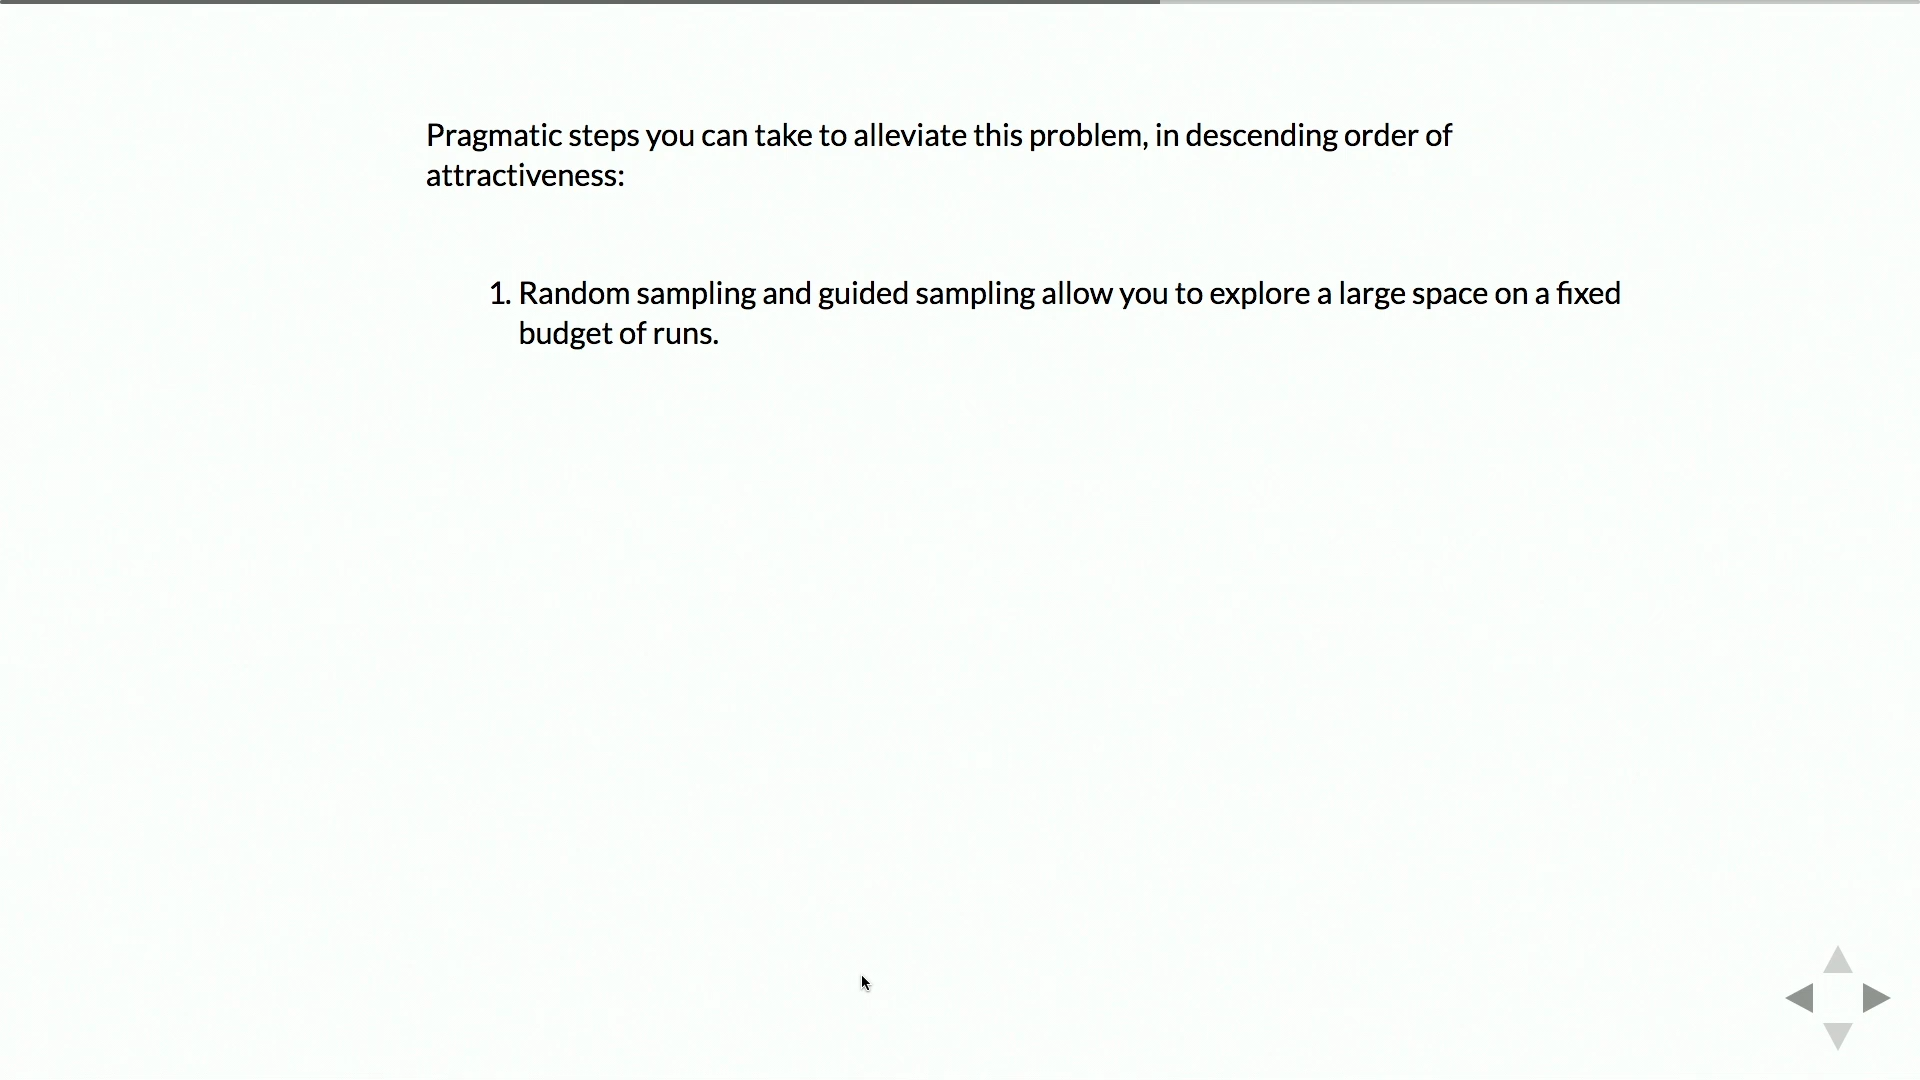 Pragmatic steps you can take to alleviate this problem, in descending order of
attractiveness:
1. Random sampling and guided sampling allow you to explore a large space on a fixed
budget of runs.